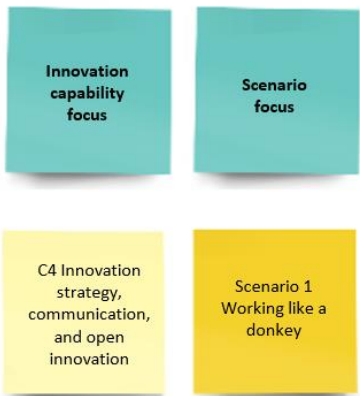 Innovation
capability
focus
Scenario
focus
C4 Innovation
strategy,
communication,
and open
innovation
Scenario 1
Working like a
donkey